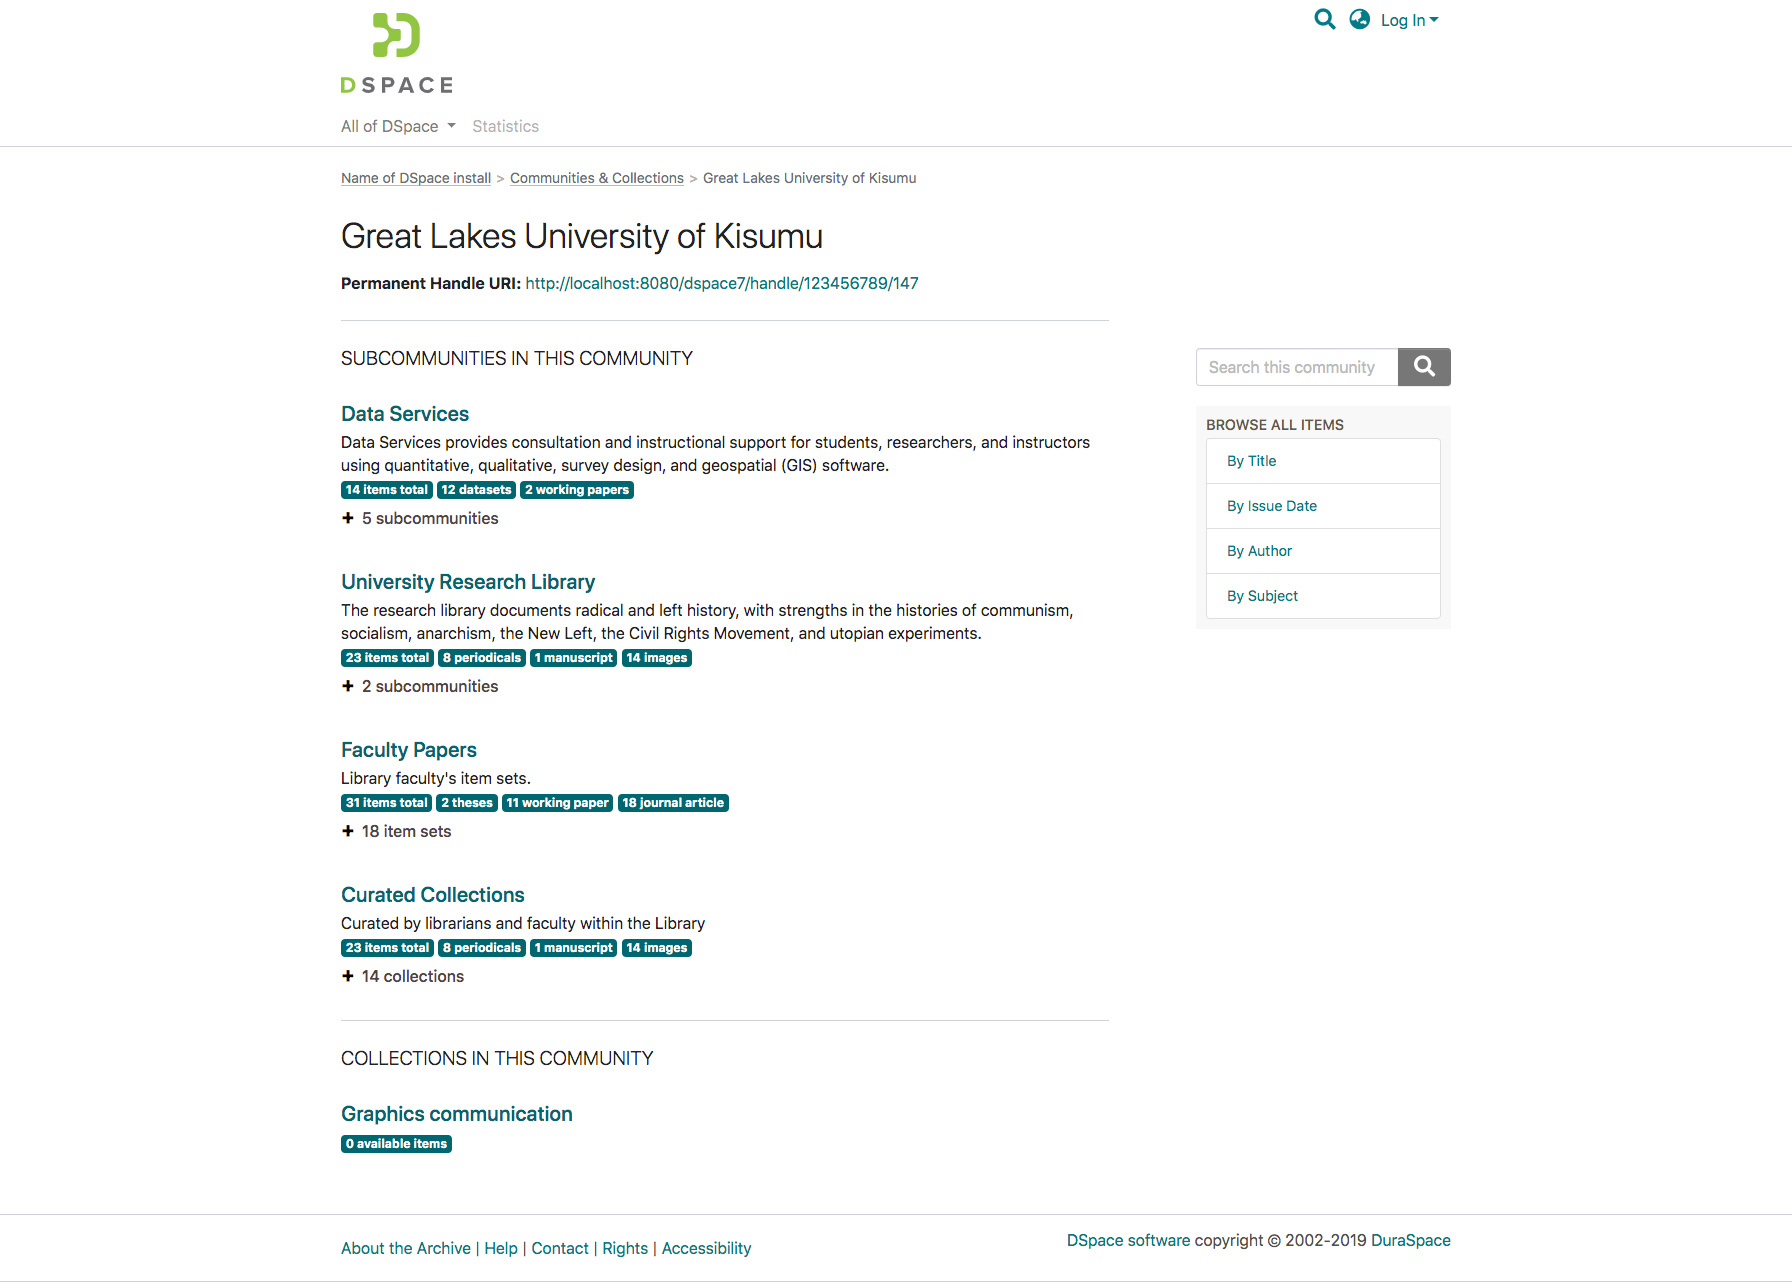 DSPACE
Log In
All of DSpace Statistics
Name of DSpace install > Communities & Collections > Great Lakes University of Kisumu
Great Lakes University of Kisumu
Permanent Handle URI: http://localhost:8080/dspace7/handle/123456789/147
SUBCOMMUNITIES IN THIS COMMUNITY
Data Services
Data Services provides consultation and instructional support for students, researchers, and instructors
using quantitative, qualitative, survey design, and geospatial (GIS) software.
14 items total 12 datasets 2 working papers
+ 5 subcommunities
University Research Library
The research library documents radical and left history, with strengths in the histories of communism,
socialism, anarchism, the New Left, the Civil Rights Movement, and utopian experiments.
23 items total 8 periodicals 1 manuscript 14 images
+ 2 subcommunities
Faculty Papers
Library faculty's item sets.
31 items total 2 theses 11 working paper 18 journal article
+ 18 item sets
Curated Collections
Curated by librarians and faculty within the Library
23 items total 8 periodicals 1 manuscript 14 images
+ 14 collections
COLLECTIONS IN THIS COMMUNITY
Graphics communication
0 available items
Search this community
BROWSE ALL ITEMS
By Title
By Issue Date
By Author
By Subject
About the Archive | Help | Contact | Rights | Accessibility
DSpace software copyright © 2002-2019 DuraSpace